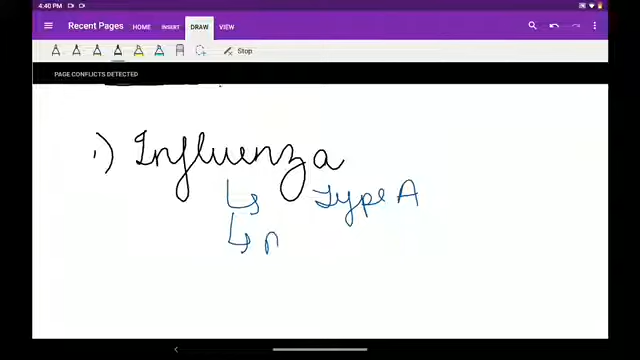 4:40 PM
Recent Pages HOME INSERT DRAW VIEW
Stop
PAGE CONFLICTS DETECTED
1.) Influenza
Type A